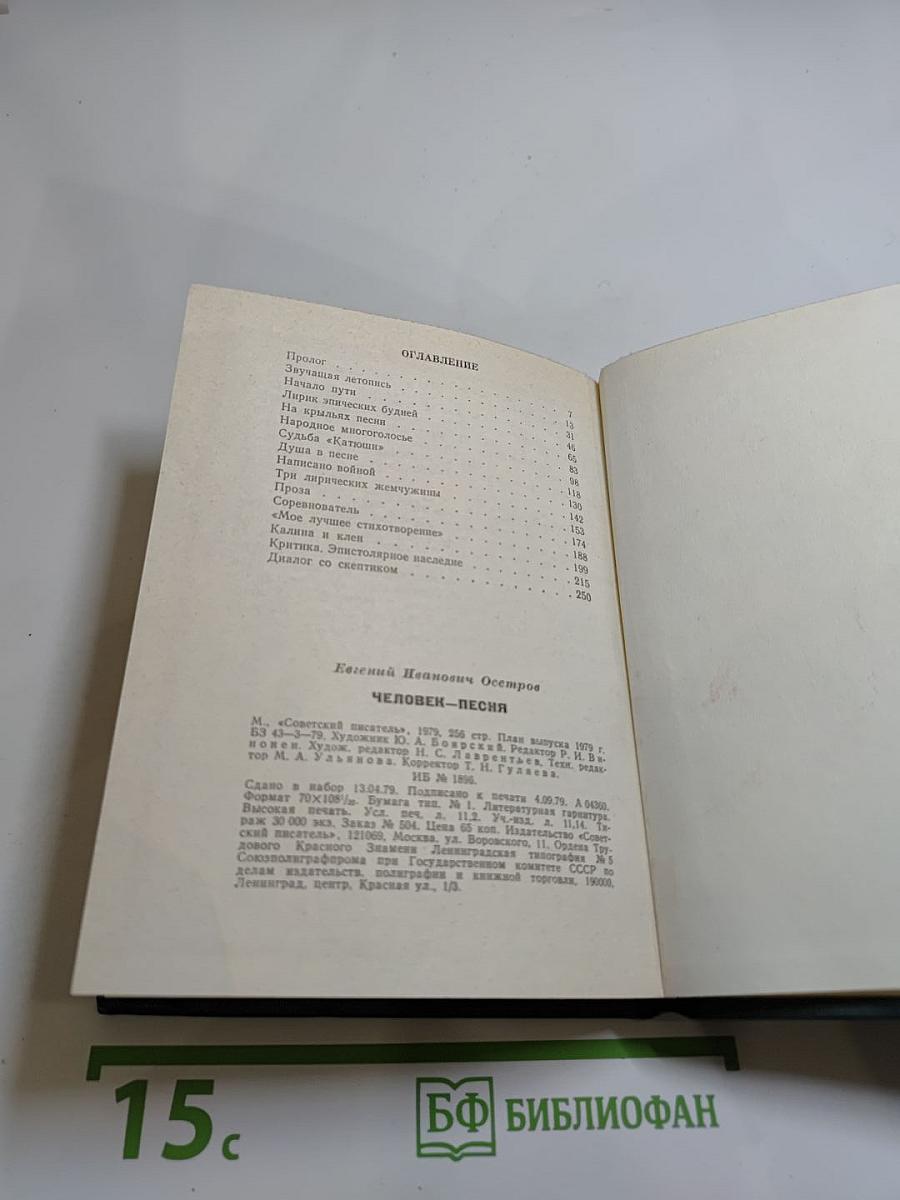 ОГЛАВЛЕНИЕ
Пролог . . . 7
Звучащая летопись . . . 13
Начало пути . . . 31
Лирик эпических будней . . . 46
На крыльях песни . . . 65
Народное многоголосье . . . 83
Судьба «Катюши» . . . 98
Душа в песне . . . 118
Написано войной . . . 130
Три лирических жемчужины . . . 142
Проза . . . 153
Соревнователь . . . 174
«Мое лучшее стихотворение» . . . 188
Калина и клен . . . 199
Критика. Эпистолярное наследие . . . 215
Диалог со скептиком . . . 250
Евгений Иванович Осетров
ЧЕЛОВЕК—ПЕСНЯ
М., «Советский писатель», 1979, 256 стр. План выпуска 1979 г.
БЗ 43—3—79. Художник Ю. А. Боярский. Редактор Р. И. Ви-
нонен. Худож. редактор Н. С. Лаврентьев. Техн. редак-
тор М. А. Ульянова. Корректор Т. Н. Гуляева.
ИБ № 1896.
Сдано в набор 13.04.79. Подписано к печати 4.09.79. А 04360.
Формат 70×108¹/₃₂. Бумага тип. № 1. Литературная гарнитура.
Высокая печать. Усл. печ. л. 11,2. Уч.-изд. л. 11,14. Ти-
раж 30 000 экз. Заказ № 504. Цена 65 коп. Издательство «Совет-
ский писатель», 121069, Москва, ул. Воровского, 11. Ордена Тру-
дового Красного Знамени Ленинградская типография № 5
Союзполиграфпрома при Государственном комитете СССР по
делам издательств, полиграфии и книжной торговли, 190000,
Ленинград, центр, Красная ул., 1/3.
15 с
БФ БИБЛИОФАН